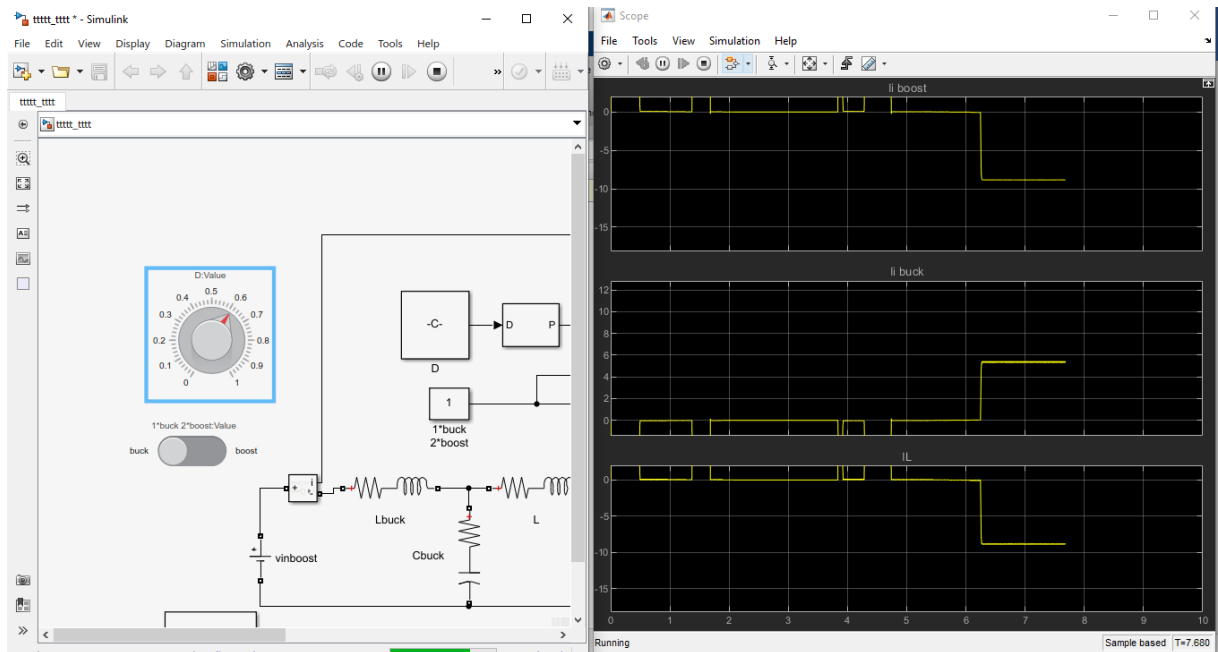 ttttt_tttt * - Simulink
File Edit View Display Diagram Simulation Analysis Code Tools Help
»
ttttt_tttt
ttttt_tttt
D:Value
0 0.1 0.2 0.3 0.4 0.5 0.6 0.7 0.8 0.9 1
-C-
D P
D
1
1*buck
2*boost
1*buck 2*boost:Value
buck boost
+ i
-
+ + 
Lbuck L
+
vinboost
Cbuck
Scope
File Tools View Simulation Help
Ii boost
0
-5
-10
-15
Ii buck
12
10
8
6
4
2
0
IL
0
-5
-10
-15
0 1 2 3 4 5 6 7 8 9 10
Running Sample based T=7.680